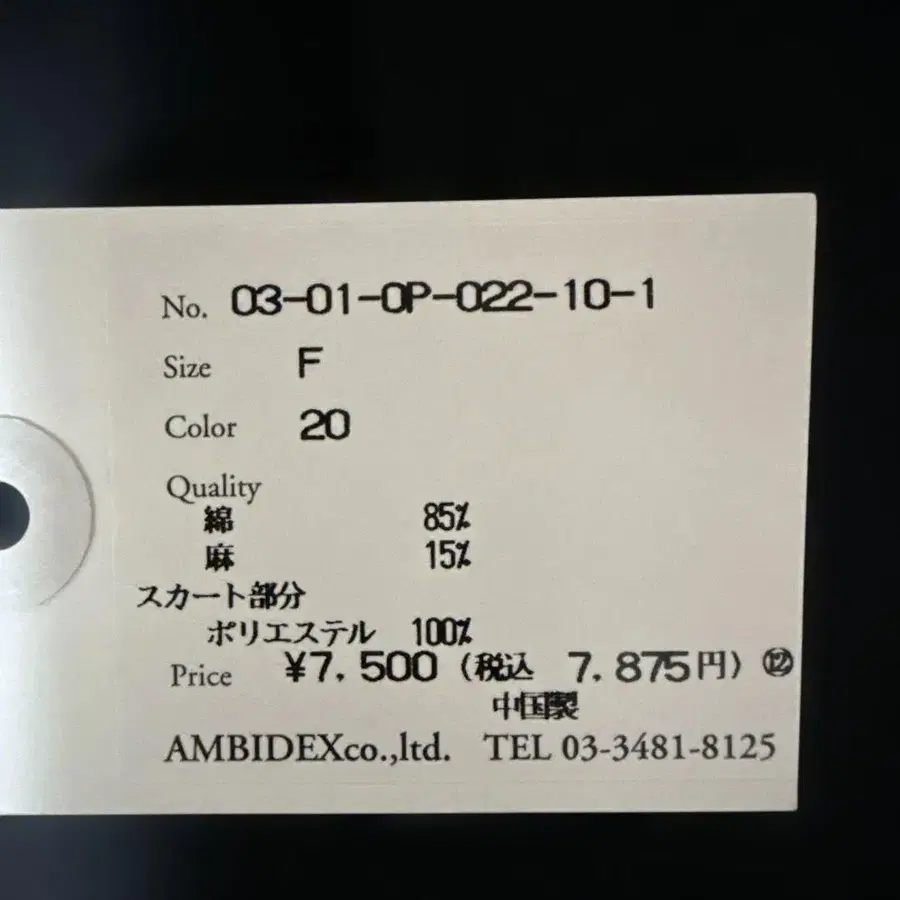 No. 03-01-OP-022-10-1
Size F
Color 20
Quality
綿 85%
麻 15%
スカート部分
ポリエステル 100%
Price ¥7,500 (税込 7,875円) ⑫
中国製
AMBIDEXco.,ltd. TEL 03-3481-8125